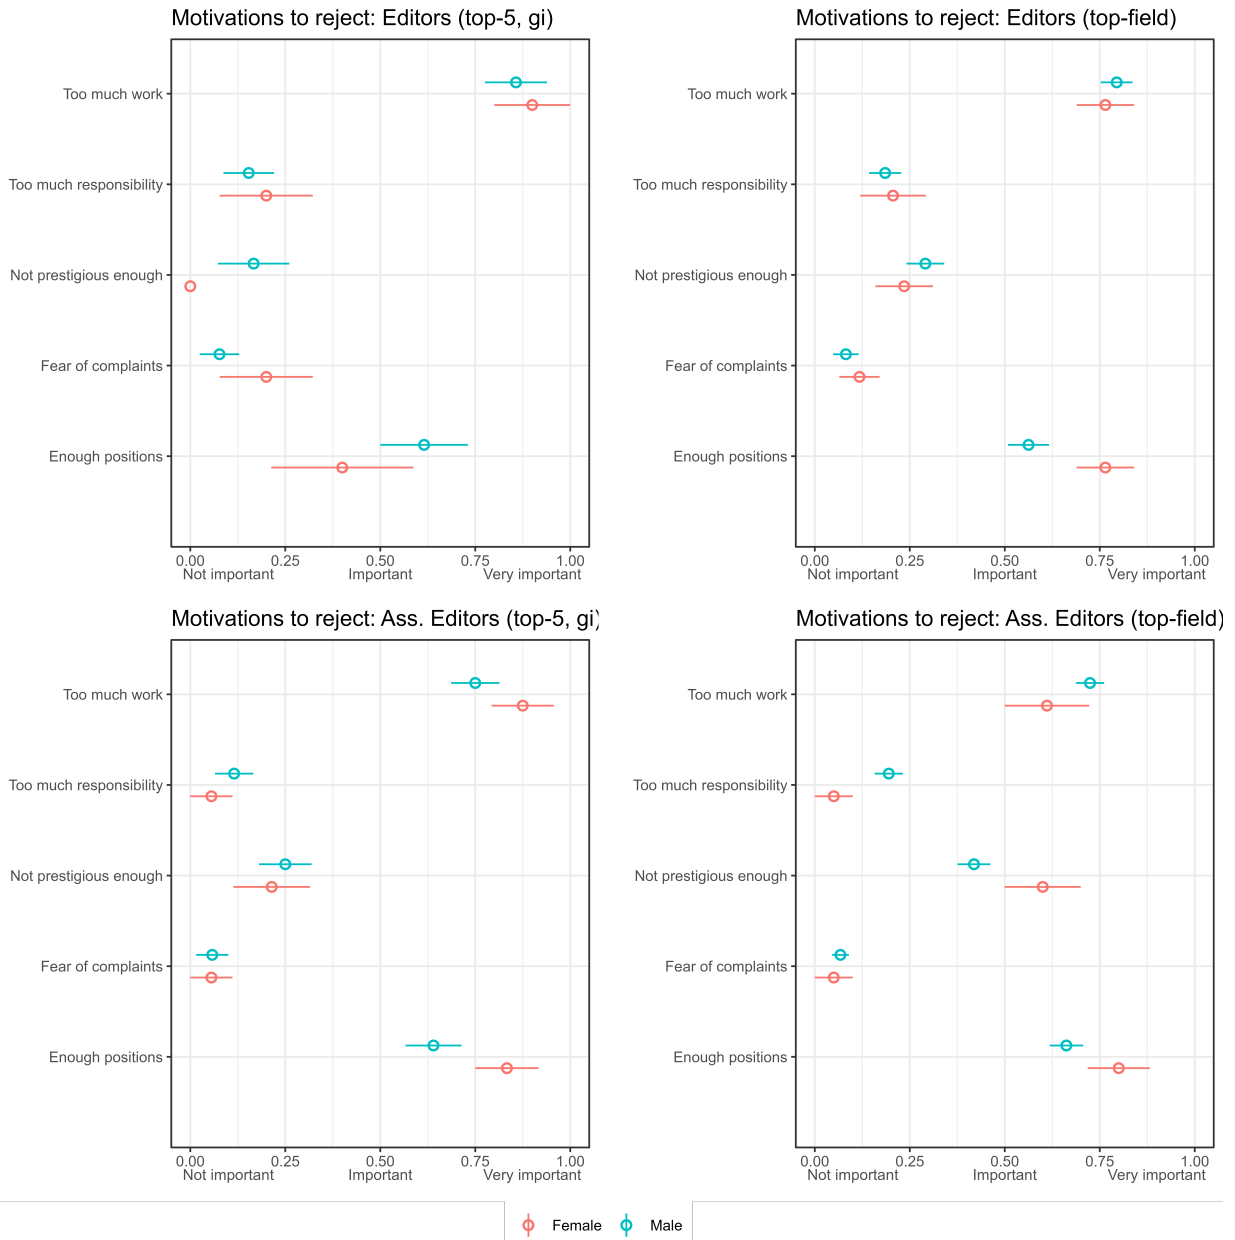 Motivations to reject: Editors (top-5, gi)
Too much work
Too much responsibility
Not prestigious enough
Fear of complaints
Enough positions
0.00 0.25 0.50 0.75 1.00
Not important Important Very important
Motivations to reject: Editors (top-field)
Too much work
Too much responsibility
Not prestigious enough
Fear of complaints
Enough positions
0.00 0.25 0.50 0.75 1.00
Not important Important Very important
Motivations to reject: Ass. Editors (top-5, gi)
Too much work
Too much responsibility
Not prestigious enough
Fear of complaints
Enough positions
0.00 0.25 0.50 0.75 1.00
Not important Important Very important
Motivations to reject: Ass. Editors (top-field)
Too much work
Too much responsibility
Not prestigious enough
Fear of complaints
Enough positions
0.00 0.25 0.50 0.75 1.00
Not important Important Very important
Female Male